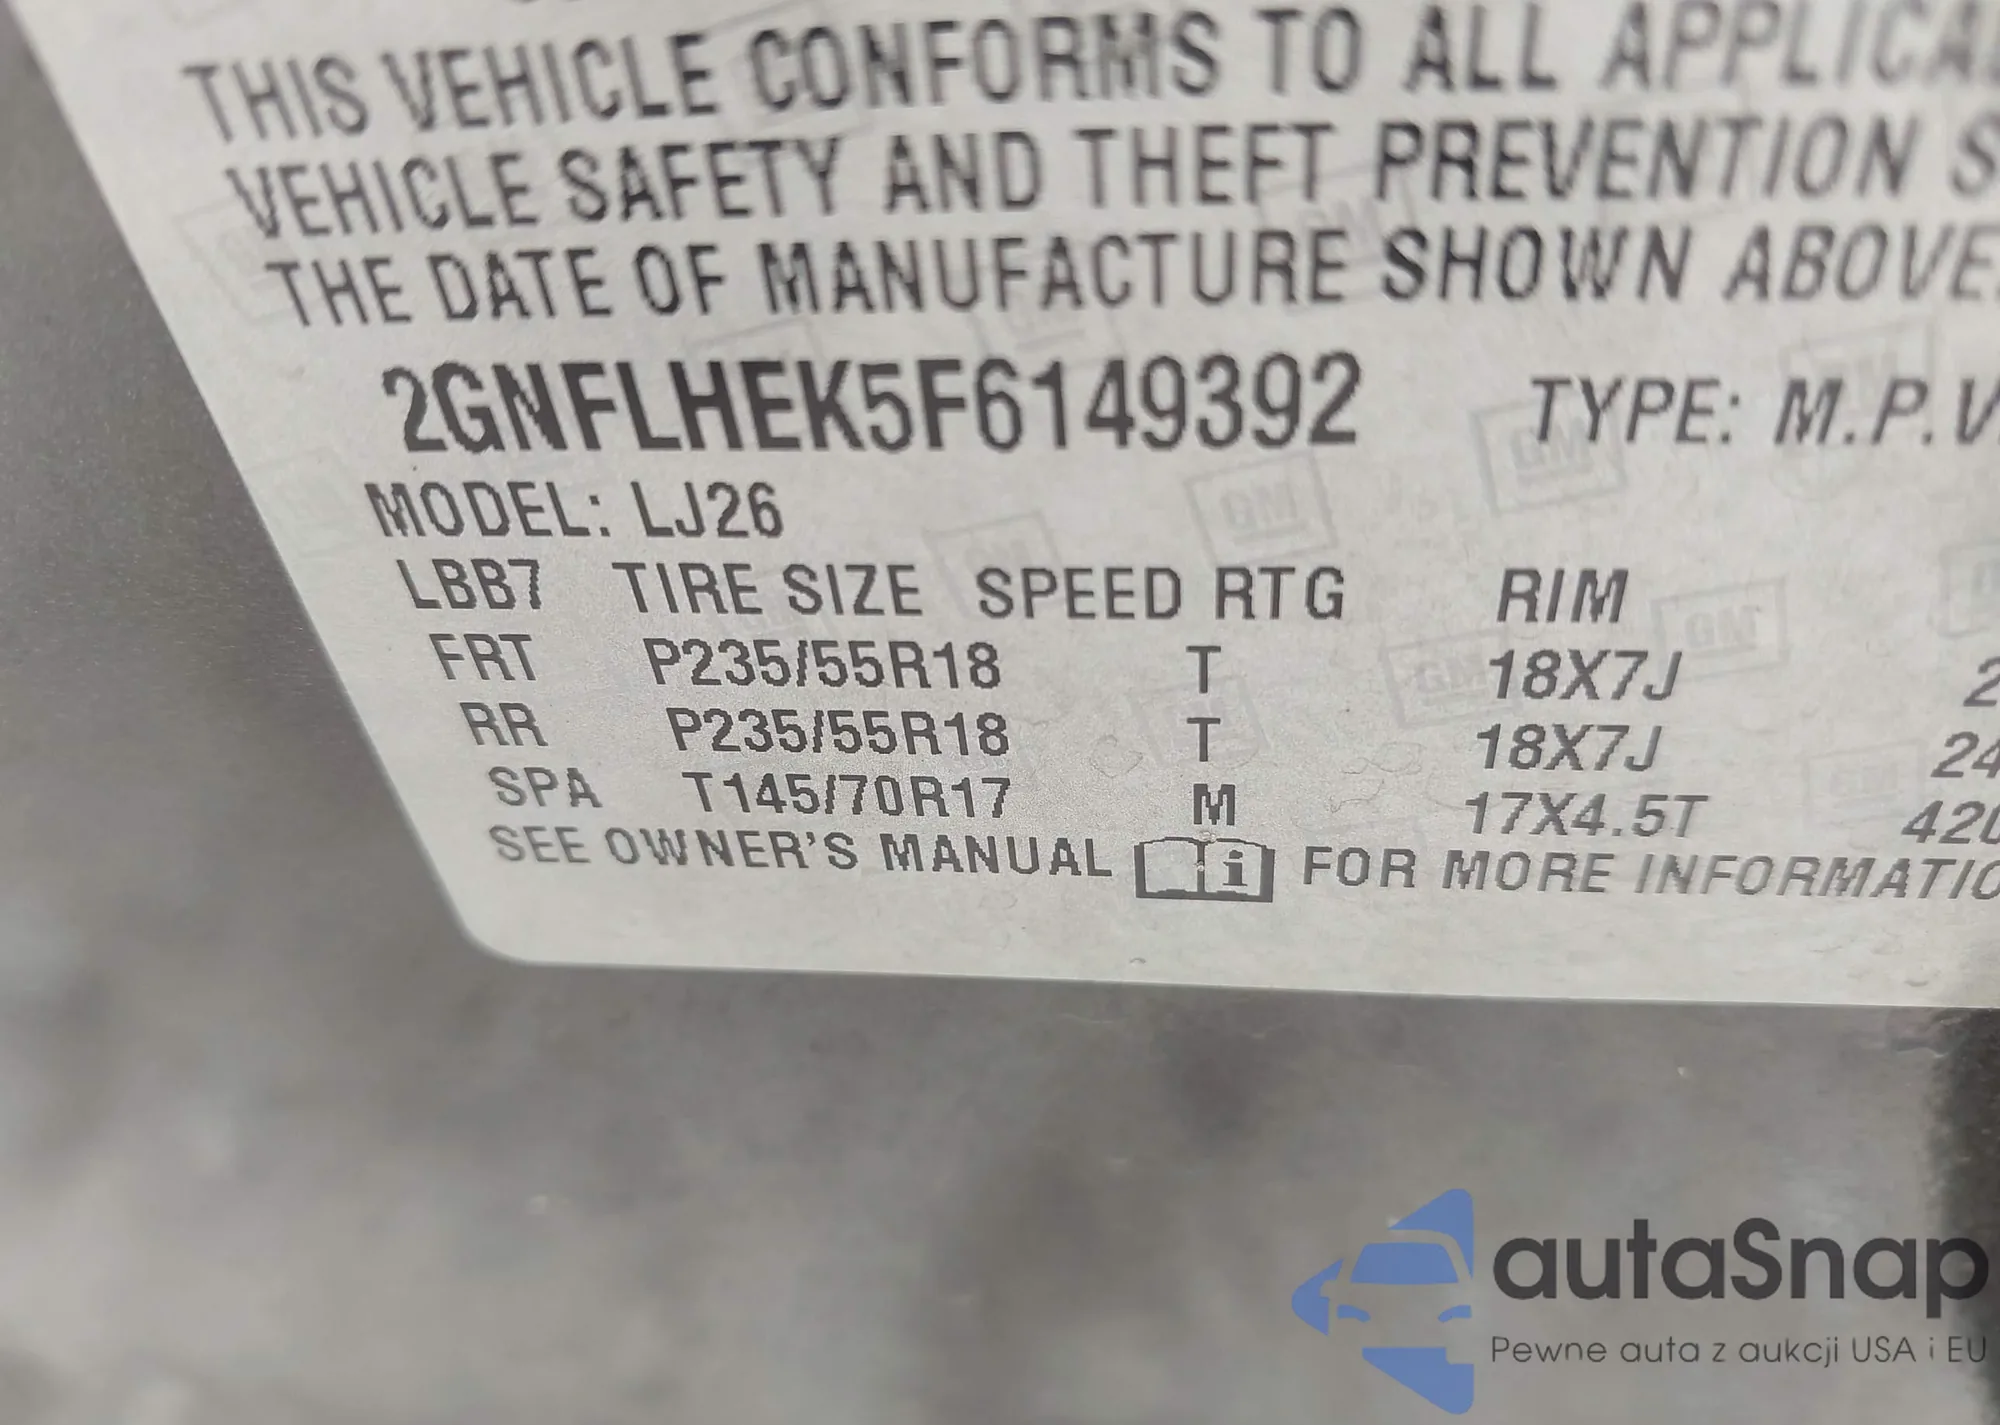 THIS VEHICLE CONFORMS TO ALL
VEHICLE SAFETY AND THEFT PREVENTION
THE DATE OF MANUFACTURE SHOWN ABOVE.
2GNFLHEK5F6149392 TYPE: M.P.V.
MODEL: LJ26
LBB7 TIRE SIZE SPEED RTG RIM
FRT P235/55R18 T 18X7J
RR P235/55R18 T 18X7J
SPA T145/70R17 M 17X4.5T
SEE OWNER'S MANUAL i FOR MORE
autaSnap
Pewne auta z aukcji USA i EU